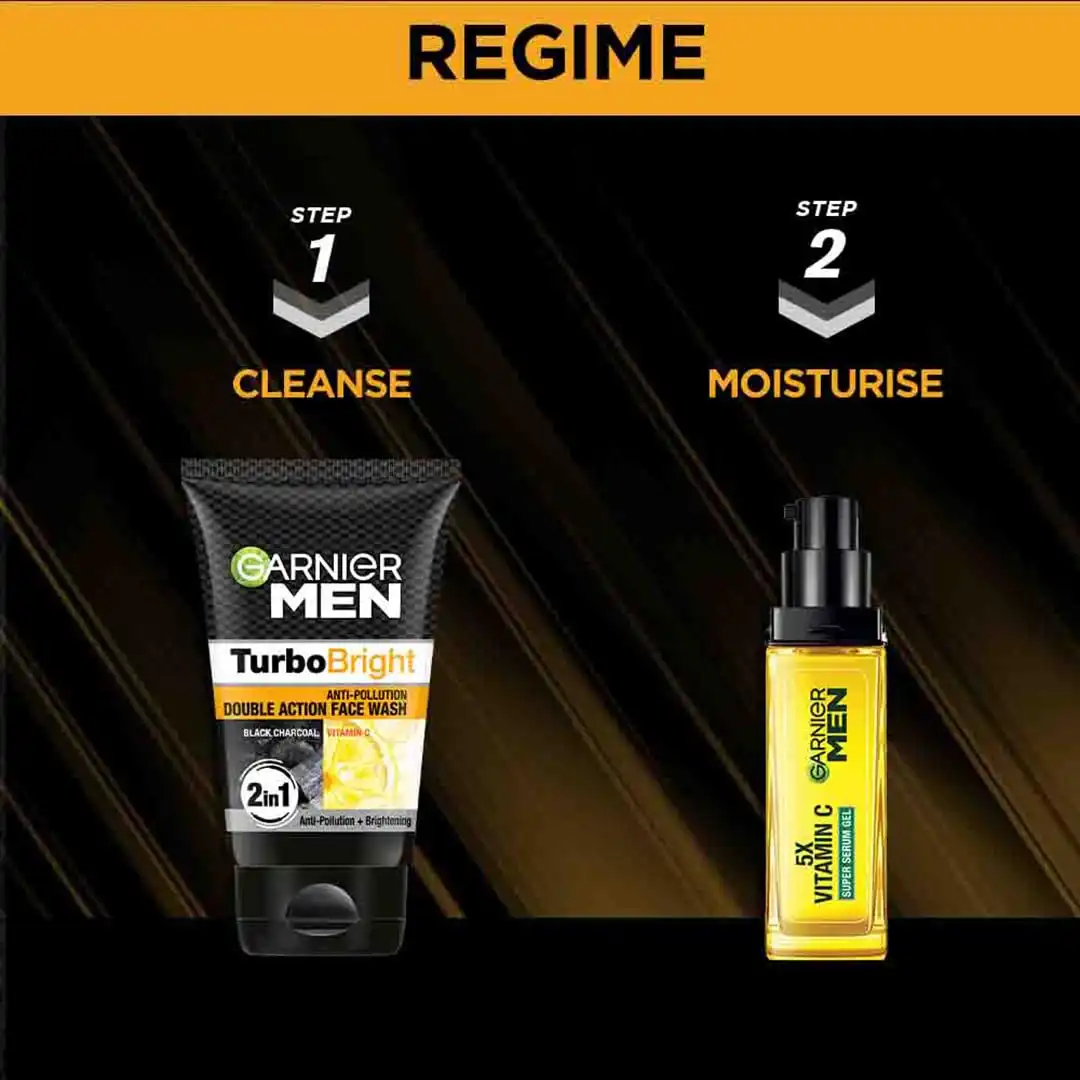 REGIME
STEP
1
CLEANSE
GARNIER
MEN
TurboBright
ANTI-POLLUTION
DOUBLE ACTION FACE WASH
BLACK CHARCOAL VITAMIN C
2in1
Anti-Pollution + Brightening
STEP
2
MOISTURISE
GARNIER
MEN
5X
VITAMIN C
SUPER SERUM GEL